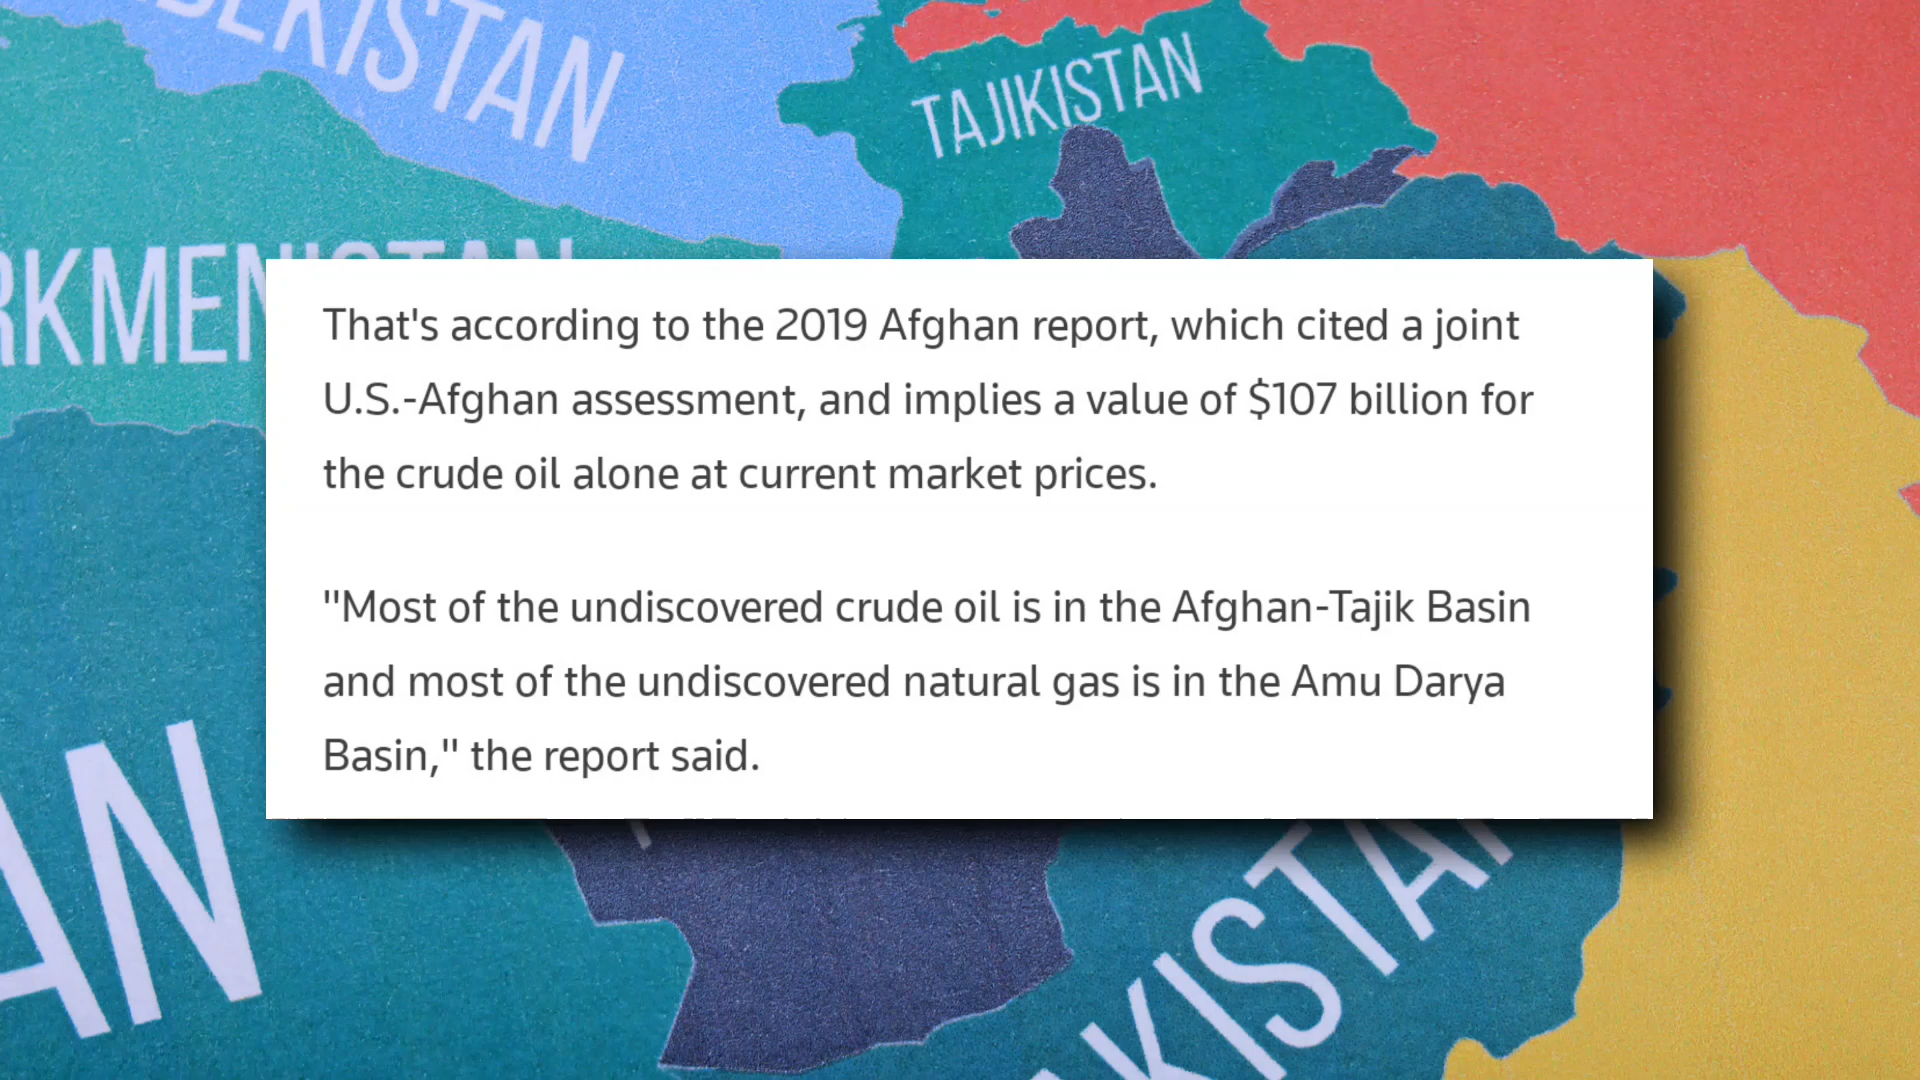 TAJIKISTAN
That's according to the 2019 Afghan report, which cited a joint
U.S.-Afghan assessment, and implies a value of $107 billion for
the crude oil alone at current market prices.
"Most of the undiscovered crude oil is in the Afghan-Tajik Basin
and most of the undiscovered natural gas is in the Amu Darya
Basin," the report said.